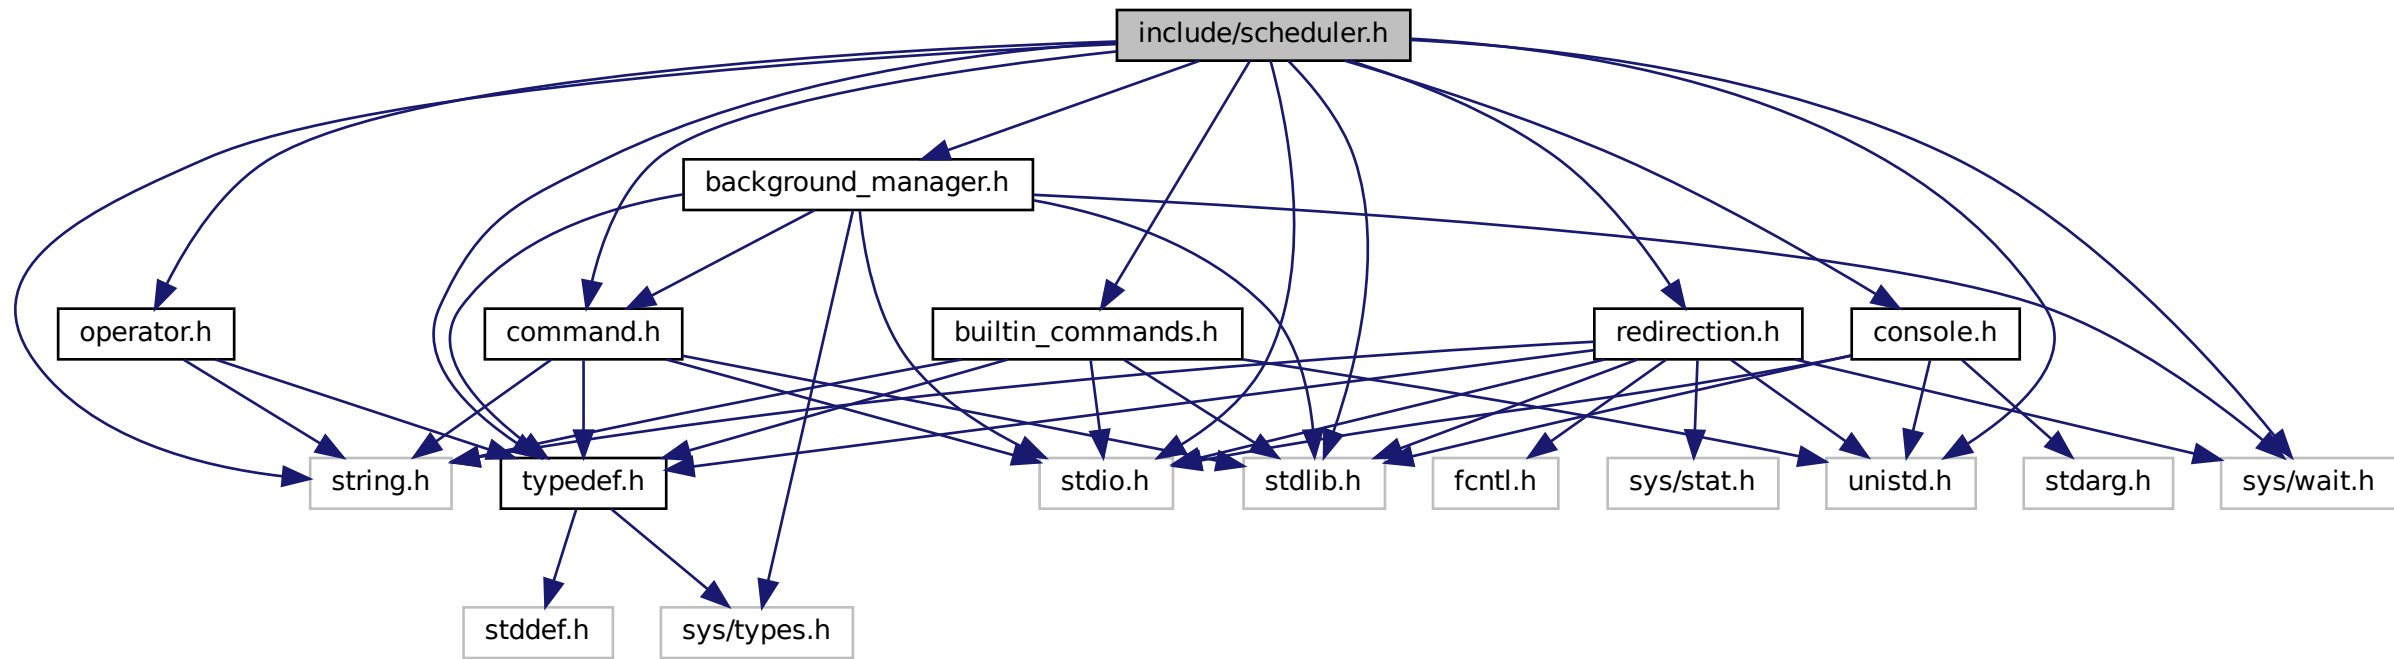 include/scheduler.h
background_manager.h
operator.h
command.h
builtin_commands.h
redirection.h
console.h
string.h
typedef.h
stdio.h
stdlib.h
fcntl.h
sys/stat.h
unistd.h
stdarg.h
sys/wait.h
stddef.h
sys/types.h